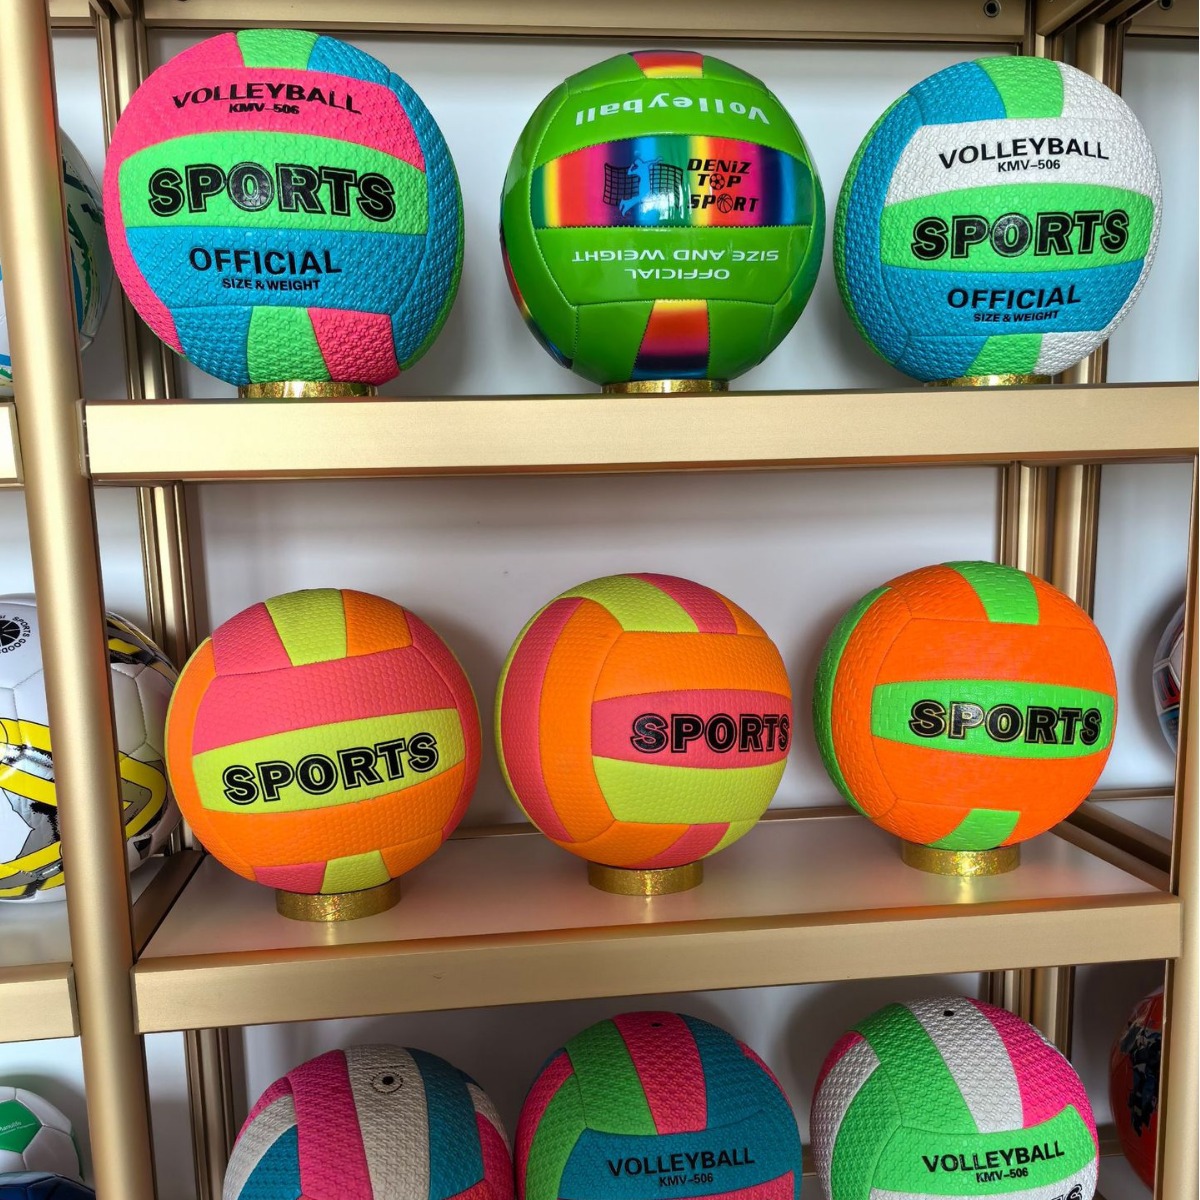 VOLLEYBALL
KMV-506
SPORTS
OFFICIAL
SIZE & WEIGHT
Volleyball
DENiZ
TOP
SPORT
OFFICIAL
SIZE AND WEIGHT
VOLLEYBALL
KMV-506
SPORTS
OFFICIAL
SIZE & WEIGHT
SPORTS
SPORTS
SPORTS
VOLLEYBALL
KMV-506
VOLLEYBALL
KMV-506